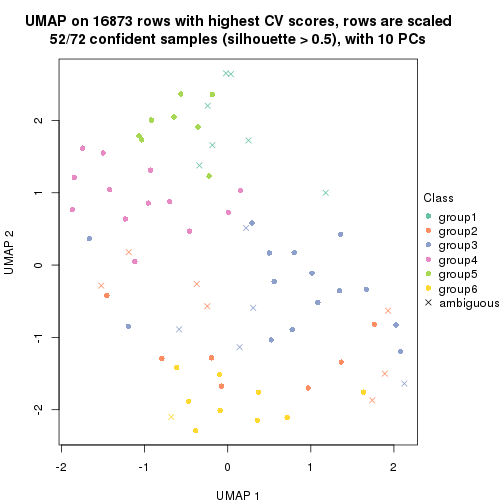 UMAP on 16873 rows with highest CV scores, rows are scaled
52/72 confident samples (silhouette > 0.5), with 10 PCs
2
1
0
-1
-2
UMAP 2
-2
-1
0
1
2
UMAP 1
Class
group1
group2
group3
group4
group5
group6
ambiguous